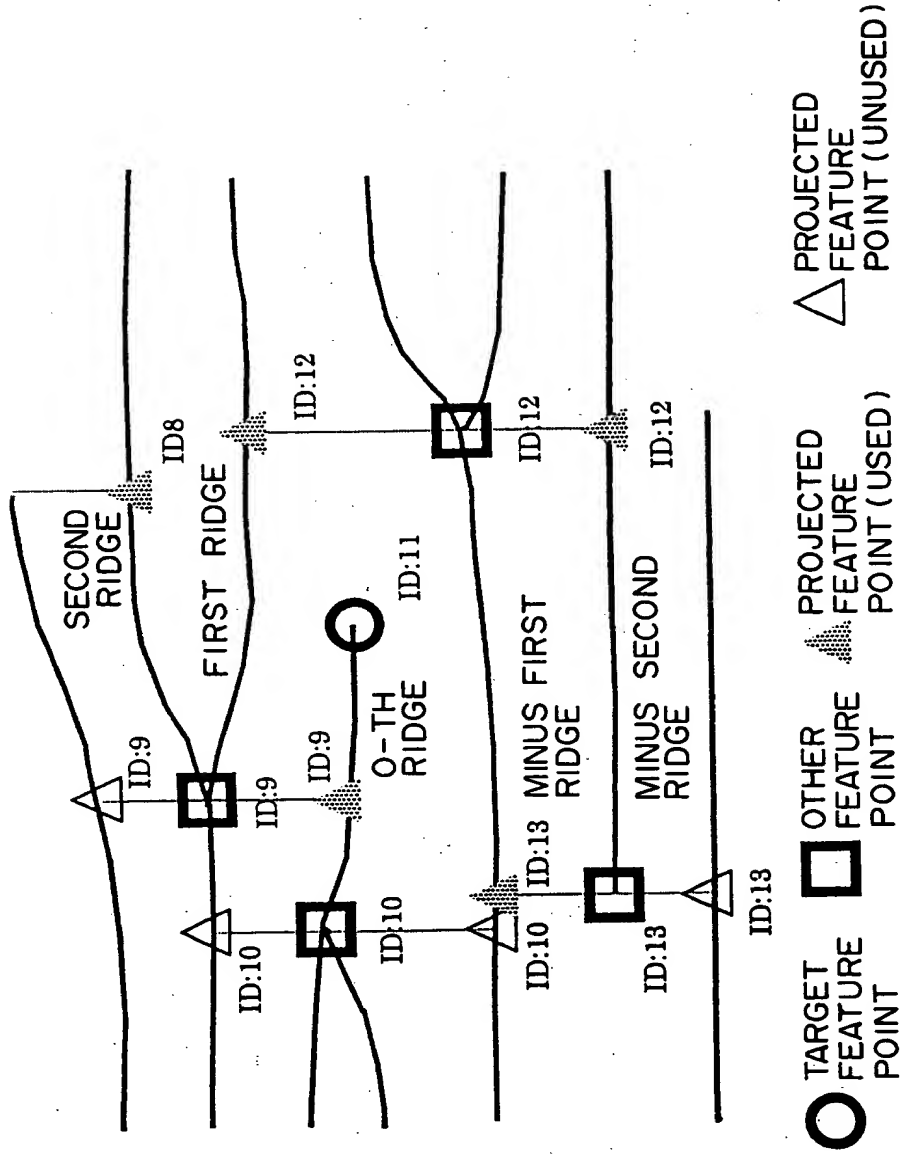 SECOND
RIDGE
ID8
FIRST RIDGE
ID:12
ID:9
ID:9
ID:9
O-TH
RIDGE
ID:11
ID:12
ID:12
ID:10
ID:10
ID:10
ID:13
MINUS FIRST
RIDGE
MINUS SECOND
RIDGE
ID:13
ID:13
TARGET
FEATURE
POINT
OTHER
FEATURE
POINT
PROJECTED
FEATURE
POINT (USED)
PROJECTED
FEATURE
POINT (UNUSED)